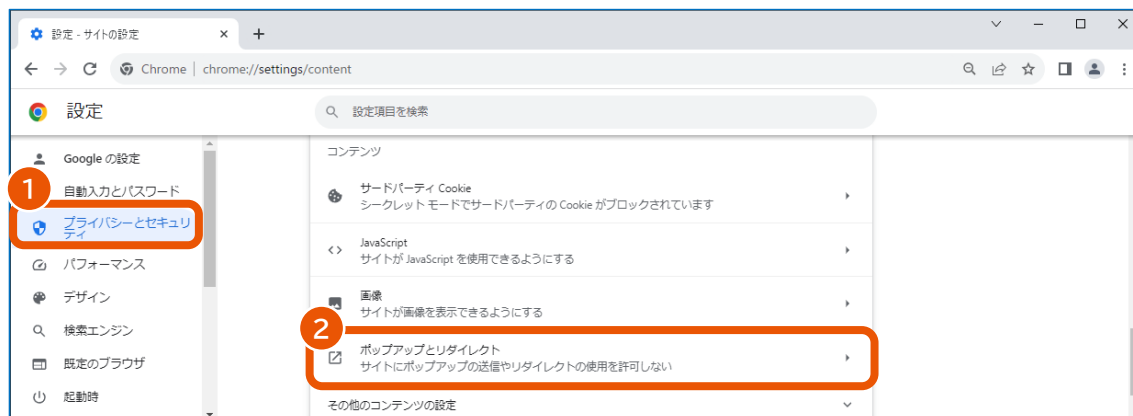 設定 - サイトの設定
Chrome | chrome://settings/content
設定
設定項目を検索
Google の設定
1
自動入力とパスワード
プライバシーとセキュリ
ティ
パフォーマンス
デザイン
検索エンジン
既定のブラウザ
起動時
コンテンツ
サードパーティ Cookie
シークレット モードでサードパーティの Cookie がブロックされています
JavaScript
サイトが JavaScript を使用できるようにする
画像
サイトが画像を表示できるようにする
2
ポップアップとリダイレクト
サイトにポップアップの送信やリダイレクトの使用を許可しない
その他のコンテンツの設定